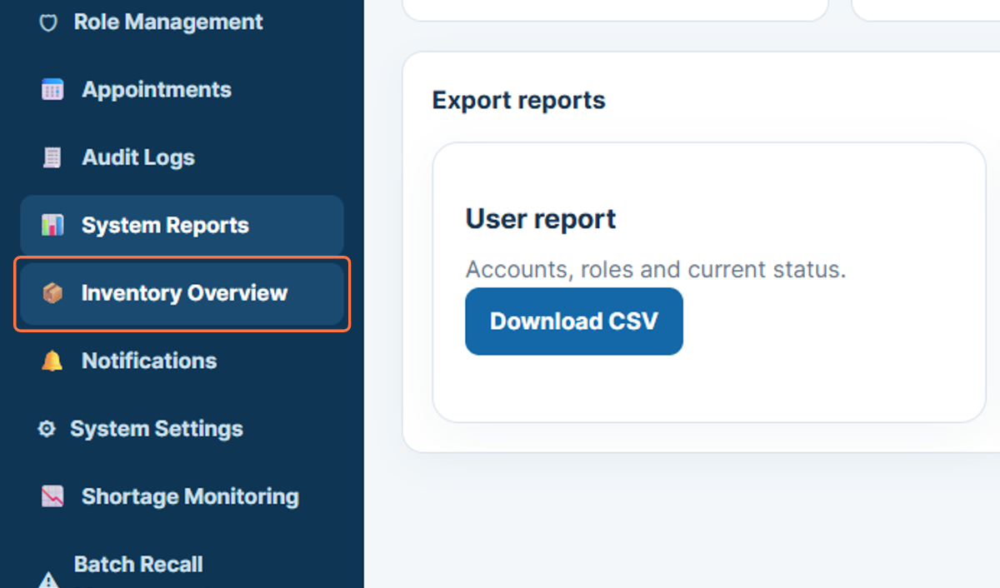 Role Management
Appointments
Audit Logs
System Reports
Inventory Overview
Notifications
System Settings
Shortage Monitoring
Batch Recall
Export reports
User report
Accounts, roles and current status.
Download CSV